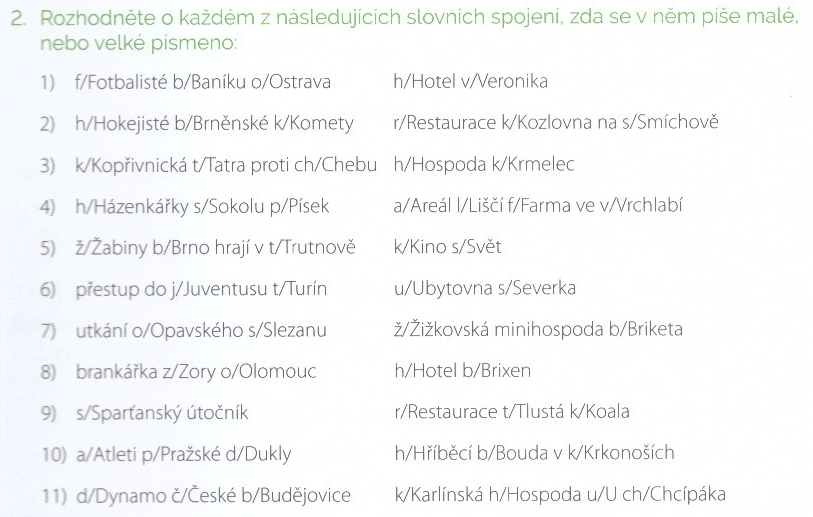 2. Rozhodněte o každém z následujících slovních spojení, zda se v něm píše malé,
nebo velké písmeno:
1) f/Fotbalisté b/Baníku o/Ostrava h/Hotel v/Veronika
2) h/Hokejisté b/Brněnské k/Komety r/Restaurace k/Kozlovna na s/Smíchově
3) k/Kopřivnická t/Tatra proti ch/Chebu h/Hospoda k/Krmelec
4) h/Házenkářky s/Sokolu p/Písek a/Areál l/Liščí f/Farma ve v/Vrchlabí
5) ž/Žabiny b/Brno hrají v t/Trutnově k/Kino s/Svět
6) přestup do j/Juventusu t/Turín u/Ubytovna s/Severka
7) utkání o/Opavského s/Slezanu ž/Žižkovská minihospoda b/Briketa
8) brankářka z/Zory o/Olomouc h/Hotel b/Brixen
9) s/Sparťanský útočník r/Restaurace t/Tlustá k/Koala
10) a/Atleti p/Pražské d/Dukly h/Hříběcí b/Bouda v k/Krkonoších
11) d/Dynamo č/České b/Budějovice k/Karlínská h/Hospoda u/U ch/Chcípáka